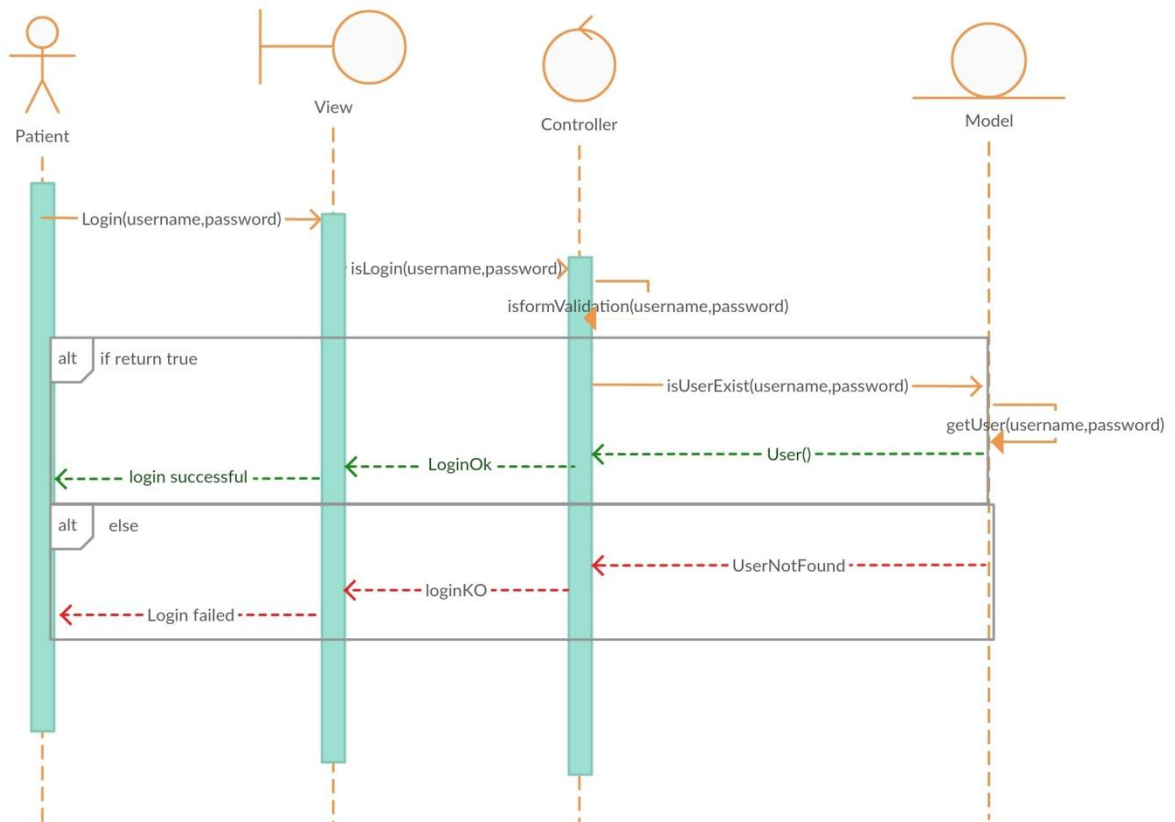 Patient
View
Controller
Model
Login(username,password)
isLogin(username,password)
isformValidation(username,password)
alt
if return true
isUserExist(username,password)
getUser(username,password)
User()
LoginOk
login successful
alt
else
UserNotFound
loginKO
Login failed